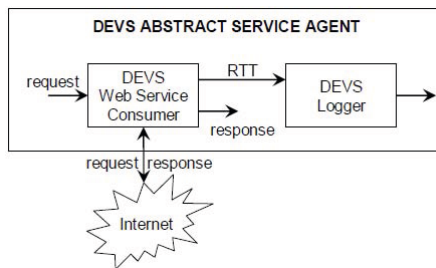 DEVS ABSTRACT SERVICE AGENT
request
DEVS
Web Service
Consumer
RTT
response
DEVS
Logger
request
response
Internet